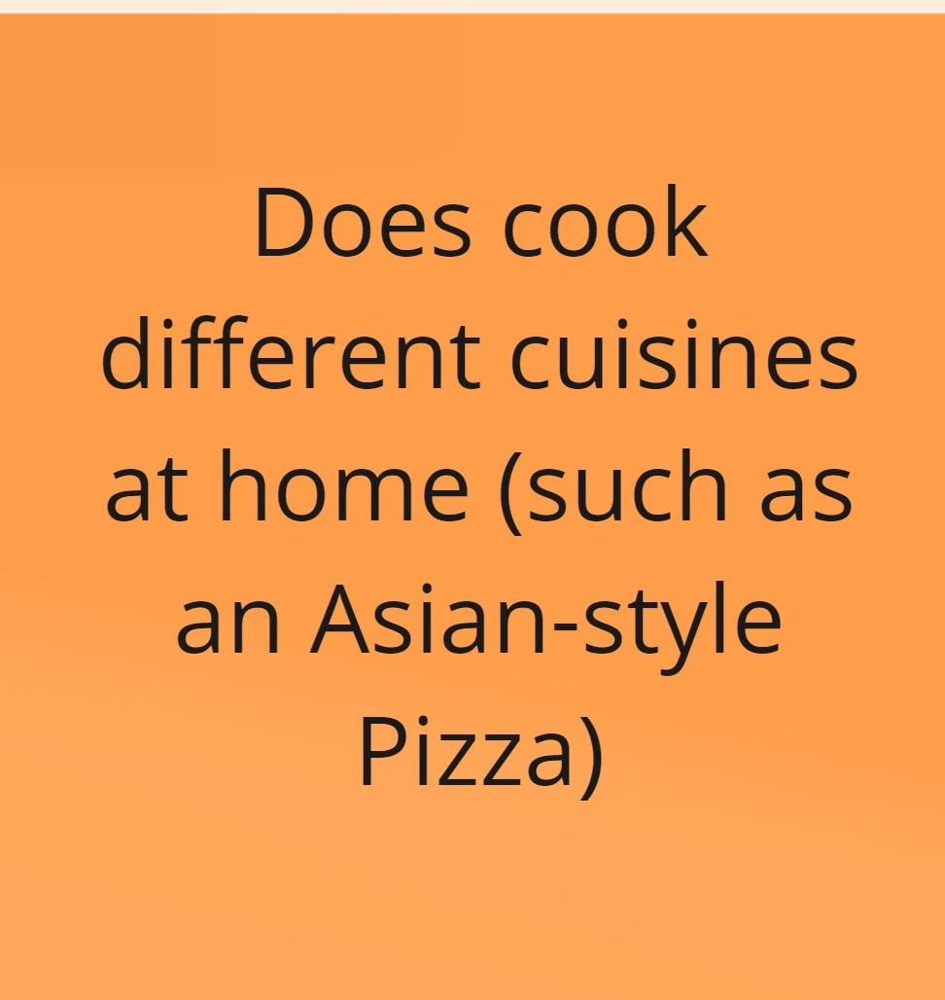 Does cook
different cuisines
at home (such as
an Asian-style
Pizza)